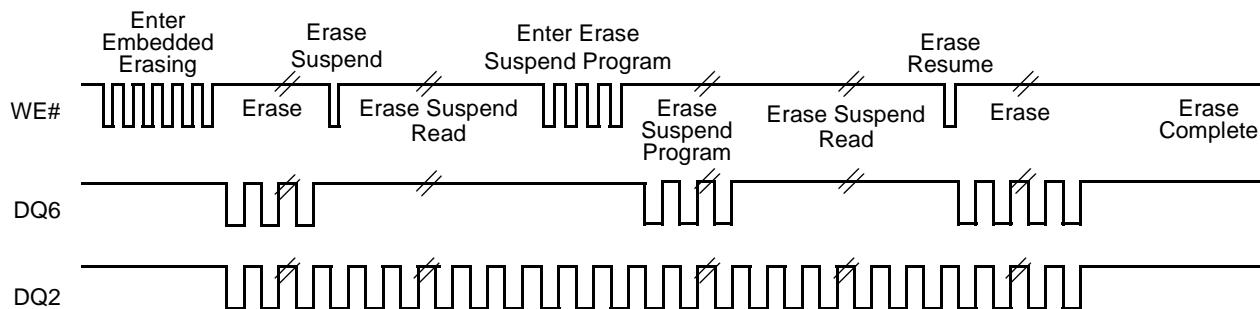 Enter
Embedded
Erasing
Erase
Suspend
Enter Erase
Suspend Program
Erase
Resume
WE#
Erase
Erase Suspend
Read
Erase
Suspend
Program
Erase Suspend
Read
Erase
Erase
Complete
DQ6
DQ2